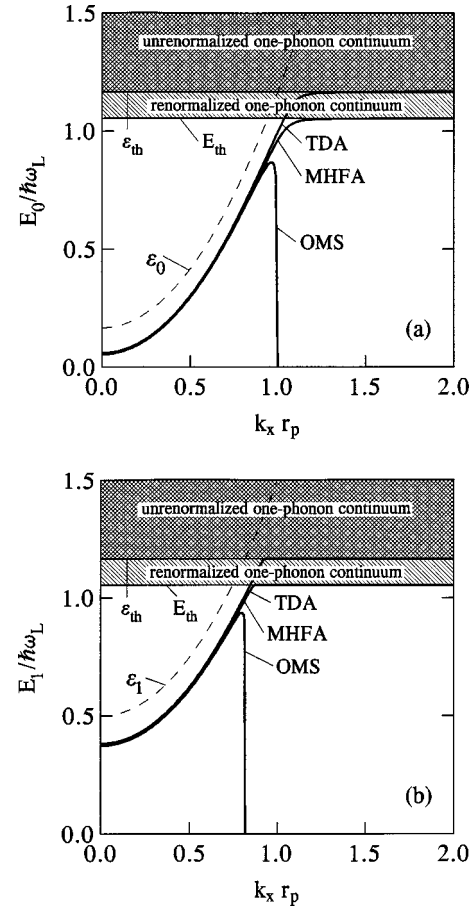 1.5
unrenormalized one-phonon continuum
renormalized one-phonon continuum
1.0
ε_th
E_th
TDA
MHFA
E_0/ħω_L
OMS
0.5
ε_0
(a)
0.0
0.0 0.5 1.0 1.5 2.0
k_x r_p
1.5
unrenormalized one-phonon continuum
renormalized one-phonon continuum
1.0
ε_th
E_th
TDA
MHFA
E_1/ħω_L
OMS
ε_1
0.5
(b)
0.0
0.0 0.5 1.0 1.5 2.0
k_x r_p